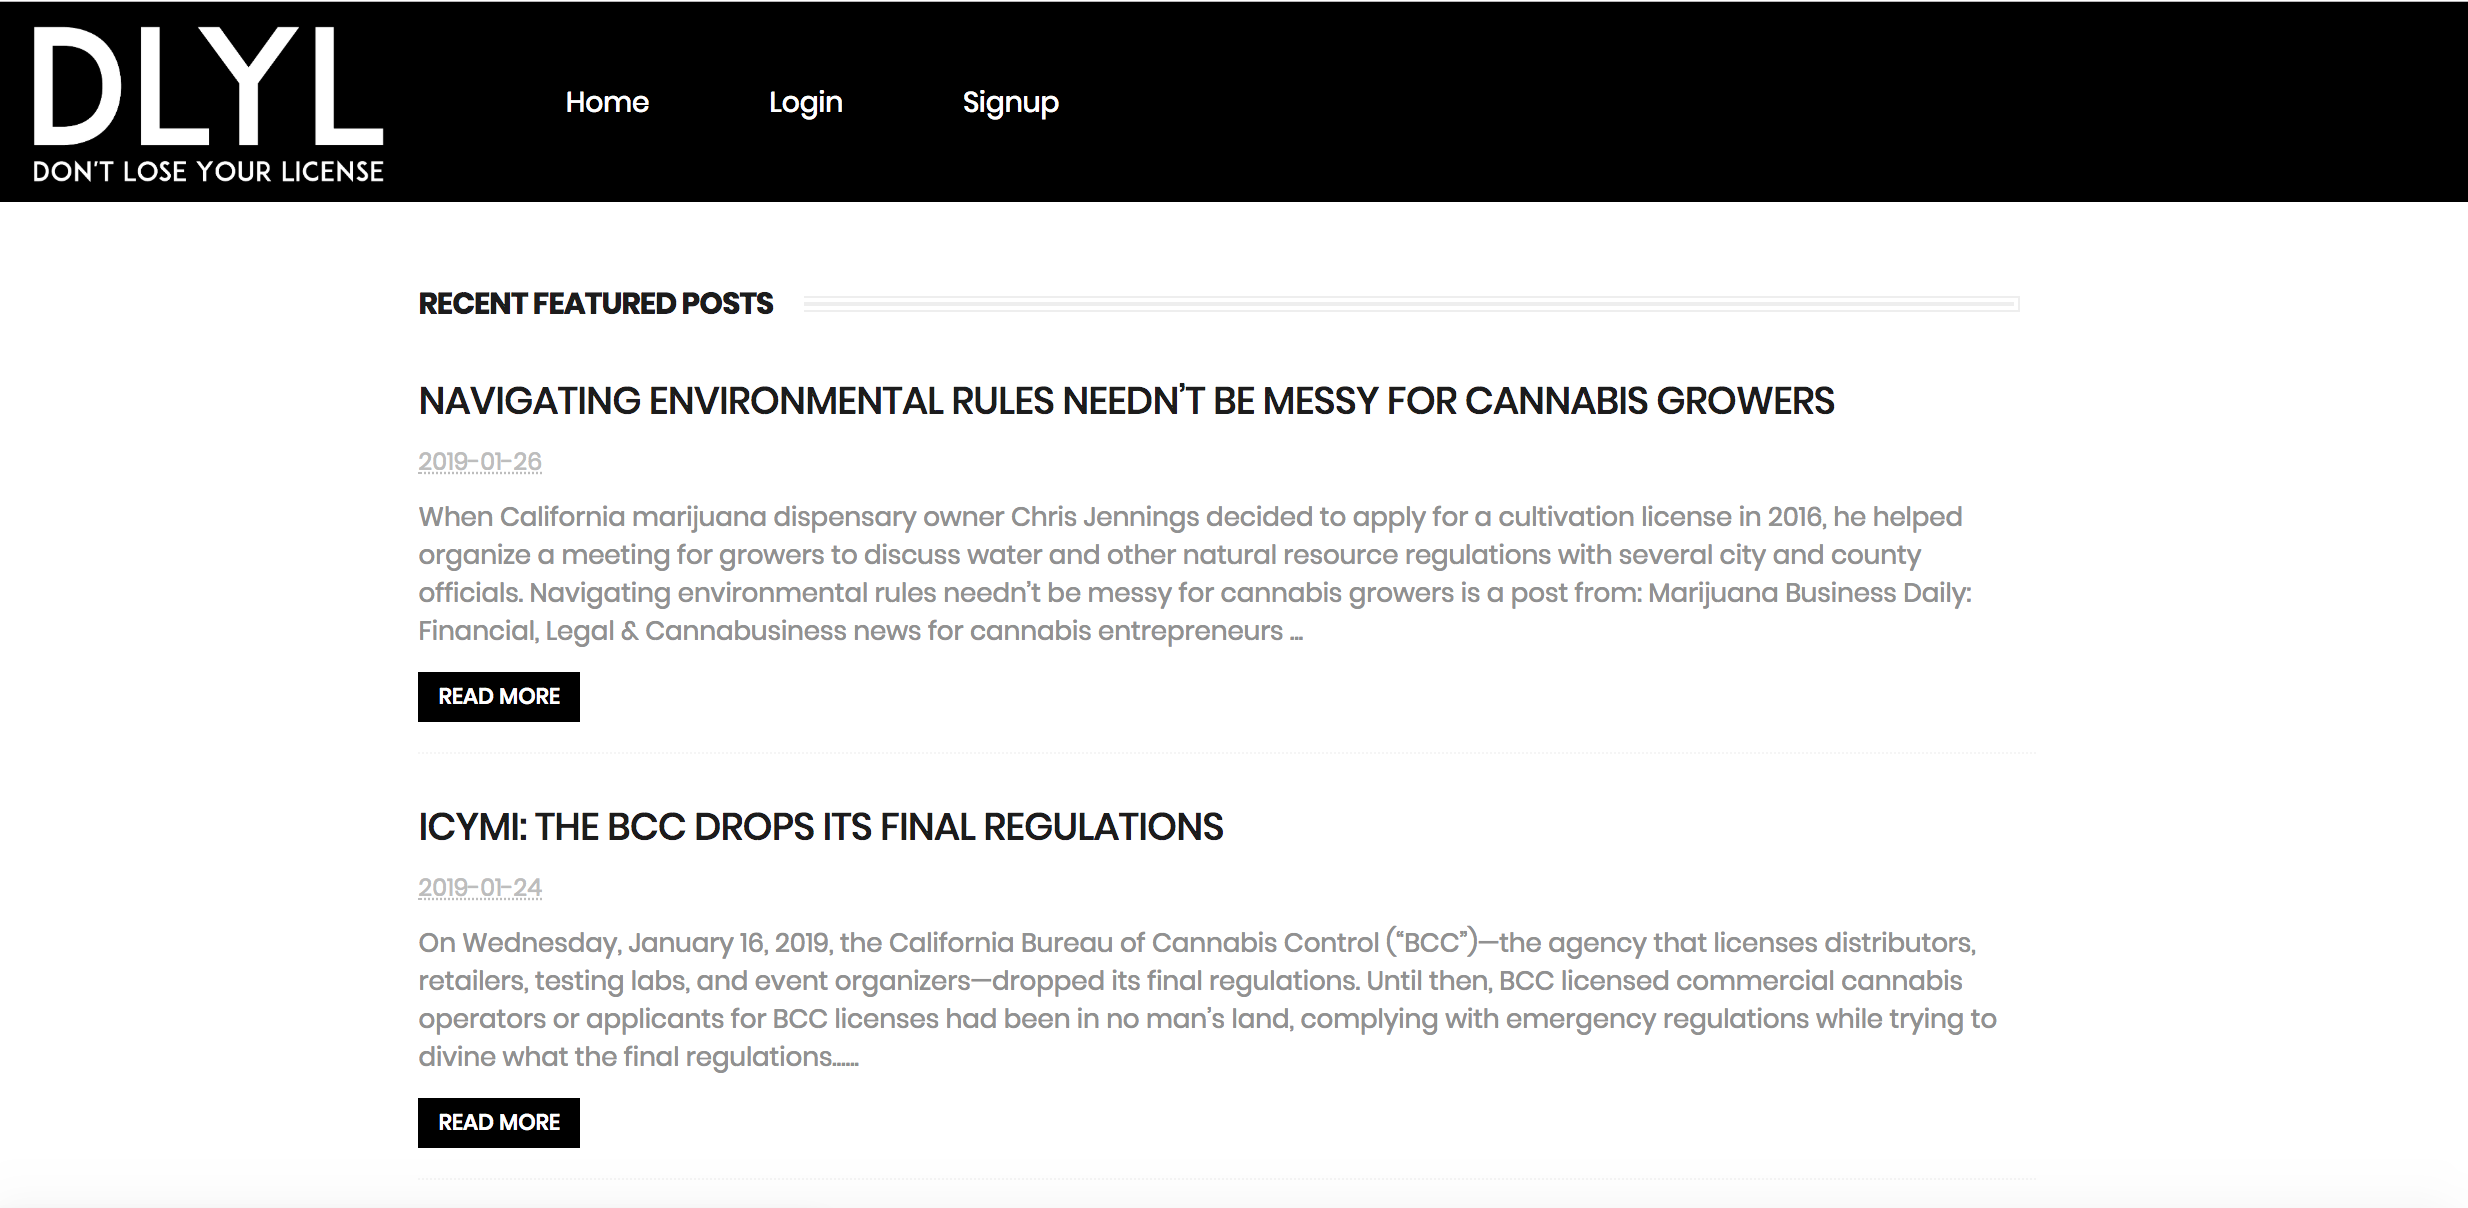 DLYL
DON'T LOSE YOUR LICENSE
Home
Login
Signup
RECENT FEATURED POSTS
NAVIGATING ENVIRONMENTAL RULES NEEDN’T BE MESSY FOR CANNABIS GROWERS
2019-01-26
When California marijuana dispensary owner Chris Jennings decided to apply for a cultivation license in 2016, he helped
organize a meeting for growers to discuss water and other natural resource regulations with several city and county
officials. Navigating environmental rules needn’t be messy for cannabis growers is a post from: Marijuana Business Daily:
Financial, Legal & Cannabusiness news for cannabis entrepreneurs ...
READ MORE
ICYMI: THE BCC DROPS ITS FINAL REGULATIONS
2019-01-24
On Wednesday, January 16, 2019, the California Bureau of Cannabis Control (“BCC”)—the agency that licenses distributors,
retailers, testing labs, and event organizers—dropped its final regulations. Until then, BCC licensed commercial cannabis
operators or applicants for BCC licenses had been in no man’s land, complying with emergency regulations while trying to
divine what the final regulations......
READ MORE